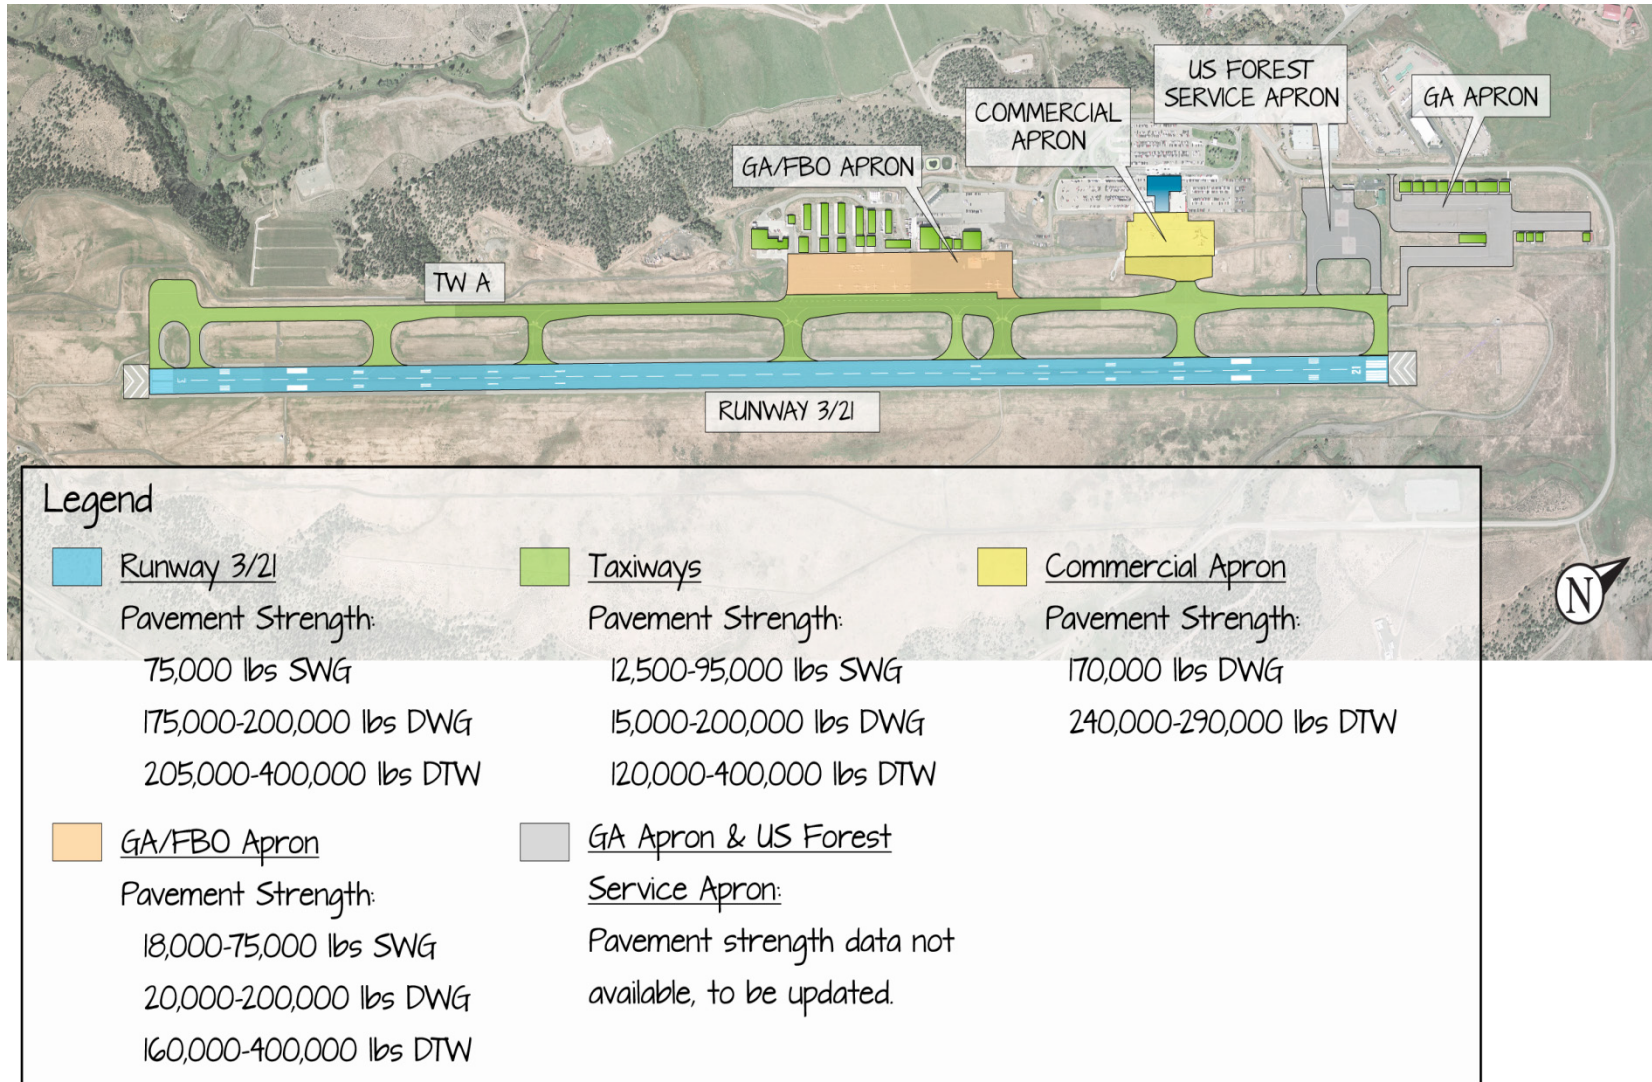 US FOREST
SERVICE APRON
GA APRON
COMMERCIAL
APRON
GA/FBO APRON
TW A
3
21
RUNWAY 3/21
Legend
Runway 3/21
Pavement Strength:
75,000 lbs SWG
175,000-200,000 lbs DWG
205,000-400,000 lbs DTW
Taxiways
Pavement Strength:
12,500-95,000 lbs SWG
15,000-200,000 lbs DWG
120,000-400,000 lbs DTW
Commercial Apron
Pavement Strength:
170,000 lbs DWG
240,000-290,000 lbs DTW
GA/FBO Apron
Pavement Strength:
18,000-75,000 lbs SWG
20,000-200,000 lbs DWG
160,000-400,000 lbs DTW
GA Apron & US Forest
Service Apron:
Pavement strength data not
available, to be updated.
N